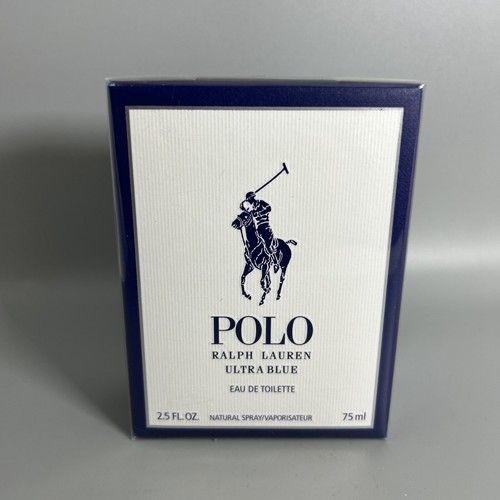 POLO
RALPH LAUREN
ULTRA BLUE
EAU DE TOILETTE
2.5 FL. OZ. NATURAL SPRAY/VAPORISATEUR 75 ml